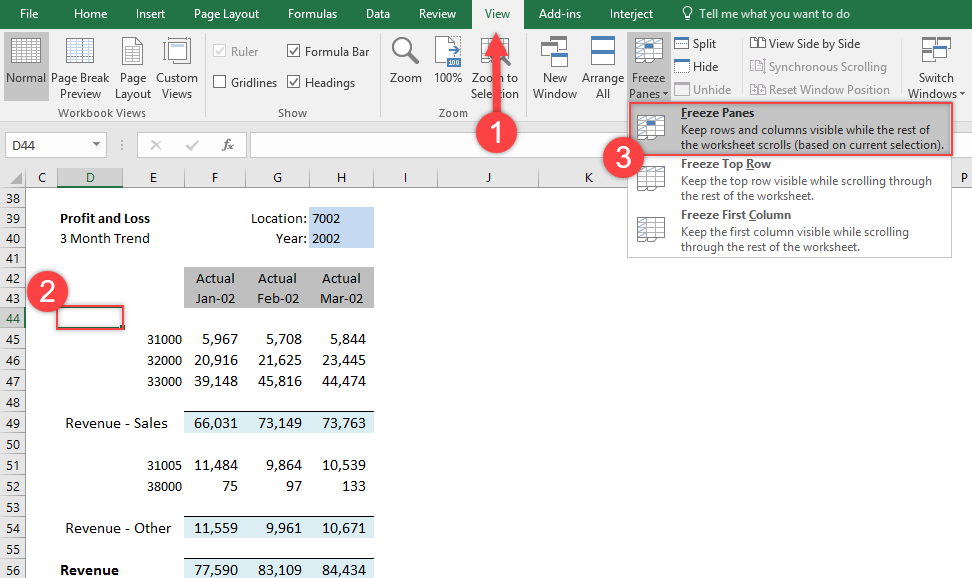 File Home Insert Page Layout Formulas Data Review View Add-ins Interject Tell me what you want to do
Normal
Page Break
Preview
Page
Layout
Custom
Views
Workbook Views
Ruler
Formula Bar
Gridlines
Headings
Show
Zoom
100
100%
Zoom to
Selection
Zoom
New
Window
Arrange
All
Freeze
Panes
Split
Hide
Unhide
View Side by Side
Synchronous Scrolling
Reset Window Position
Switch
Windows
1
Freeze Panes
Keep rows and columns visible while the rest of
the worksheet scrolls (based on current selection).
3
Freeze Top Row
Keep the top row visible while scrolling through
the rest of the worksheet.
Freeze First Column
Keep the first column visible while scrolling
through the rest of the worksheet.
D44 fx
C D E F G H I J K P
38
39 Profit and Loss Location: 7002
40 3 Month Trend Year: 2002
41
42 Actual Actual Actual
43 Jan-02 Feb-02 Mar-02
2
44
45 31000 5,967 5,708 5,844
46 32000 20,916 21,625 23,445
47 33000 39,148 45,816 44,474
48
49 Revenue - Sales 66,031 73,149 73,763
50
51 31005 11,484 9,864 10,539
52 38000 75 97 133
53
54 Revenue - Other 11,559 9,961 10,671
55
56 Revenue 77,590 83,109 84,434